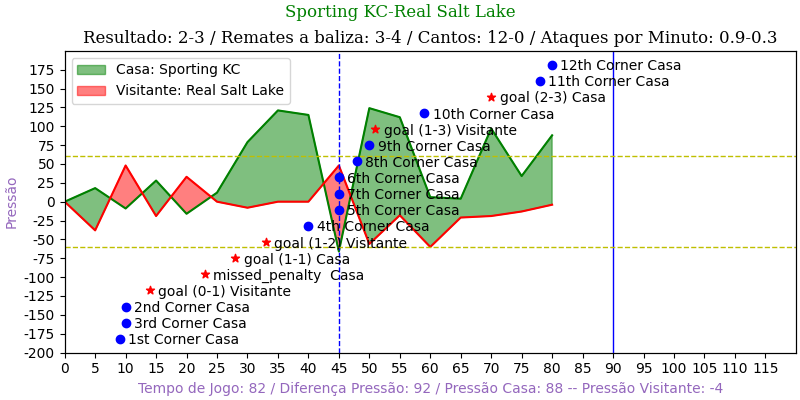 Sporting KC-Real Salt Lake
Resultado: 2-3 / Remates a baliza: 3-4 / Cantos: 12-0 / Ataques por Minuto: 0.9-0.3
Casa: Sporting KC
Visitante: Real Salt Lake
12th Corner Casa
11th Corner Casa
goal (2-3) Casa
10th Corner Casa
goal (1-3) Visitante
9th Corner Casa
8th Corner Casa
6th Corner Casa
7th Corner Casa
5th Corner Casa
4th Corner Casa
goal (1-2) Visitante
goal (1-1) Casa
missed_penalty  Casa
goal (0-1) Visitante
2nd Corner Casa
3rd Corner Casa
1st Corner Casa
Pressão
175
150
125
100
75
50
25
0
-25
-50
-75
-100
-125
-150
-175
-200
0 5 10 15 20 25 30 35 40 45 50 55 60 65 70 75 80 85 90 95 100 105 110 115
Tempo de Jogo: 82 / Diferença Pressão: 92 / Pressão Casa: 88 -- Pressão Visitante: -4